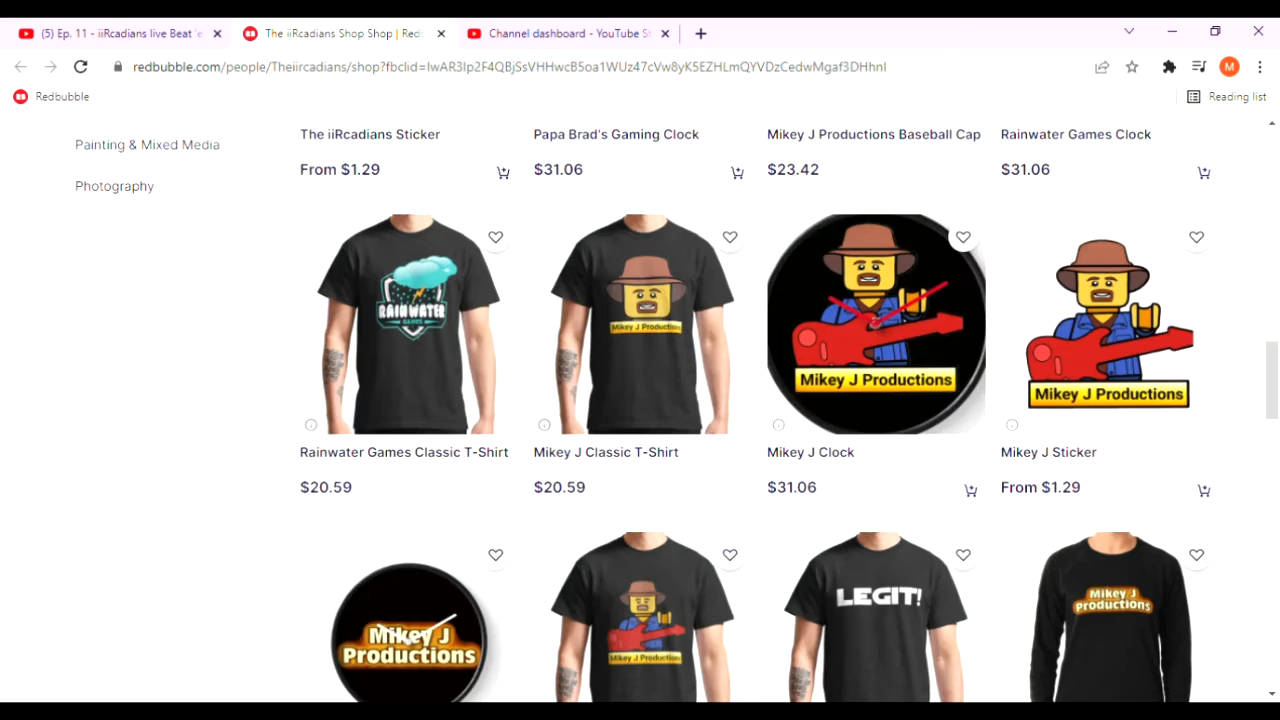 (5) Ep. 11 - iiRcadians live Beat 'e
The iiRcadians Shop Shop | Red
Channel dashboard - YouTube S
redbubble.com/people/Theiircadians/shop?fbclid=IwAR3Ip2F4QBjSsVHHwcB5oa1WUz47cVw8yK5EZHLmQYVDzCedwMgaf3DHhnI
M
Redbubble
Reading list
Painting & Mixed Media
Photography
The iiRcadians Sticker
Papa Brad's Gaming Clock
Mikey J Productions Baseball Cap
Rainwater Games Clock
From $1.29
$31.06
$23.42
$31.06
RAINWATER
GAMES
Mikey J Productions
Mikey J Productions
Mikey J Productions
Rainwater Games Classic T-Shirt
Mikey J Classic T-Shirt
Mikey J Clock
Mikey J Sticker
$20.59
$20.59
$31.06
From $1.29
Mikey J
Productions
Mikey J Productions
LEGIT!
Mikey J
Productions